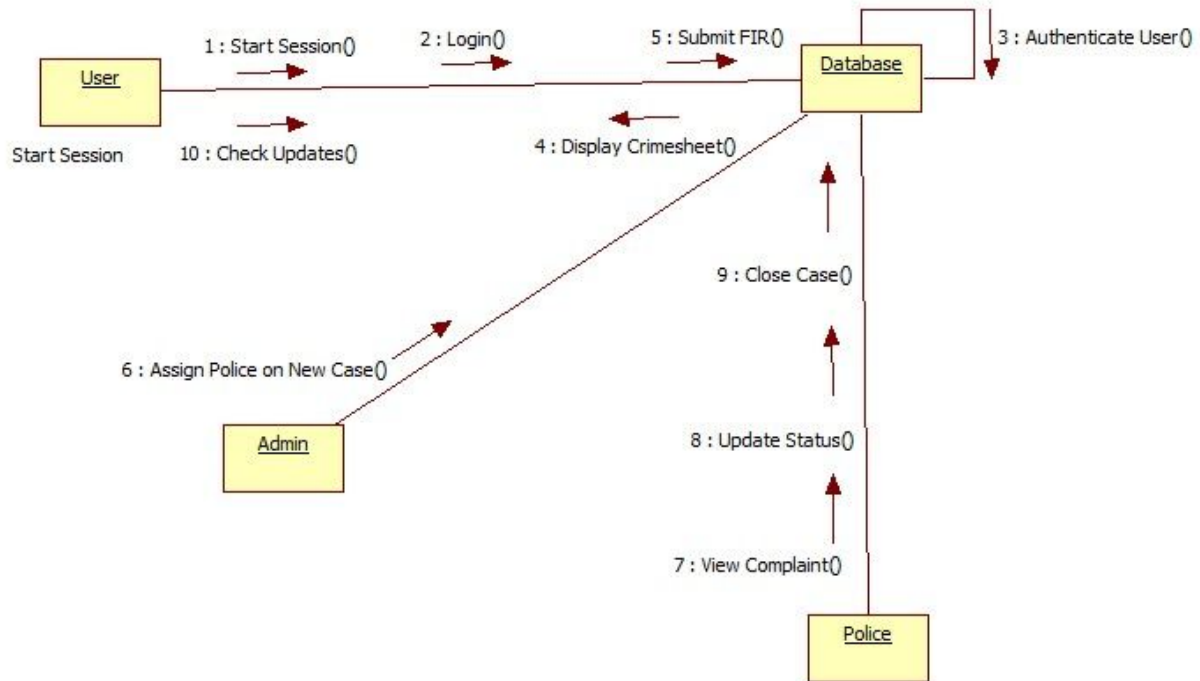 1 : Start Session()
2 : Login()
5 : Submit FIR()
3 : Authenticate User()
User
Database
Start Session
10 : Check Updates()
4 : Display Crimesheet()
9 : Close Case()
6 : Assign Police on New Case()
Admin
8 : Update Status()
7 : View Complaint()
Police